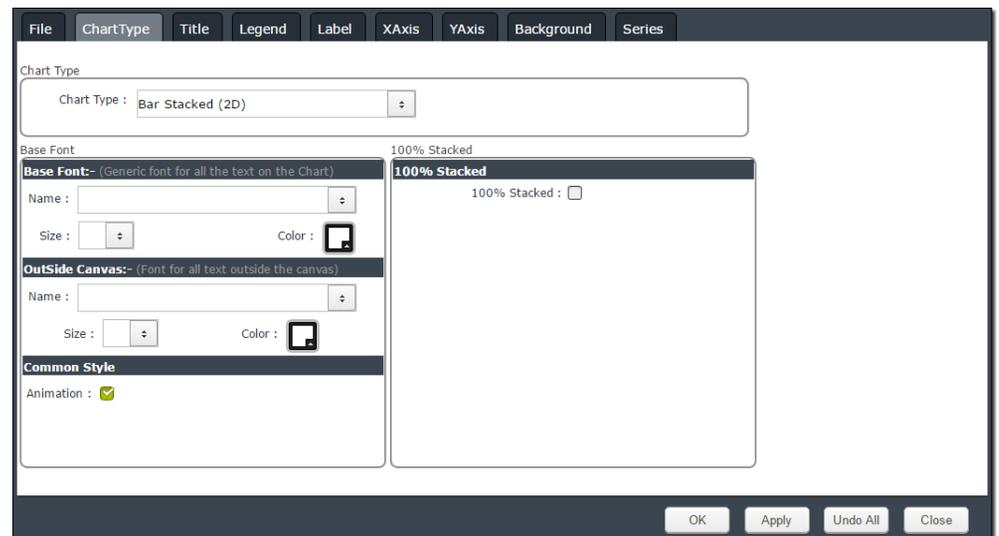 File ChartType Title Legend Label XAxis YAxis Background Series
Chart Type
Chart Type : Bar Stacked (2D)
Base Font
Base Font:- (Generic font for all the text on the Chart)
Name :
Size : Color :
OutSide Canvas:- (Font for all text outside the canvas)
Name :
Size : Color :
Common Style
Animation :
100% Stacked
100% Stacked
100% Stacked :
OK Apply Undo All Close